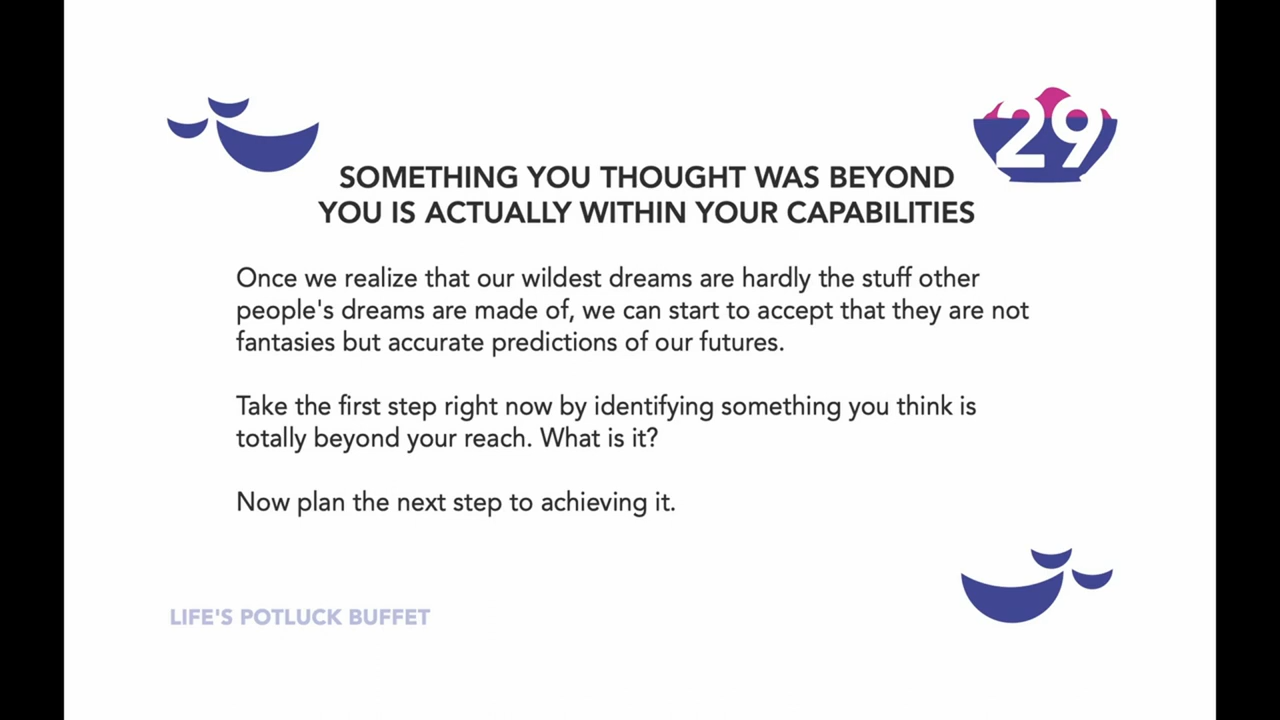 29
SOMETHING YOU THOUGHT WAS BEYOND
YOU IS ACTUALLY WITHIN YOUR CAPABILITIES
Once we realize that our wildest dreams are hardly the stuff other
people's dreams are made of, we can start to accept that they are not
fantasies but accurate predictions of our futures.
Take the first step right now by identifying something you think is
totally beyond your reach. What is it?
Now plan the next step to achieving it.
LIFE'S POTLUCK BUFFET